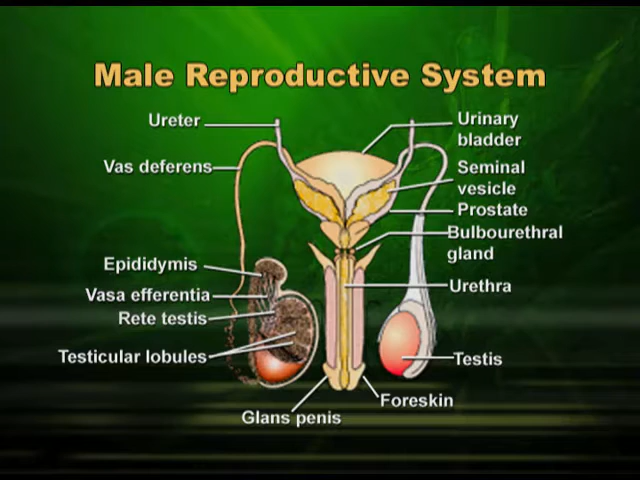 Male Reproductive System
Ureter
Urinary
bladder
Vas deferens
Seminal
vesicle
Prostate
Bulbourethral
gland
Epididymis
Urethra
Vasa efferentia
Rete testis
Testicular lobules
Testis
Foreskin
Glans penis